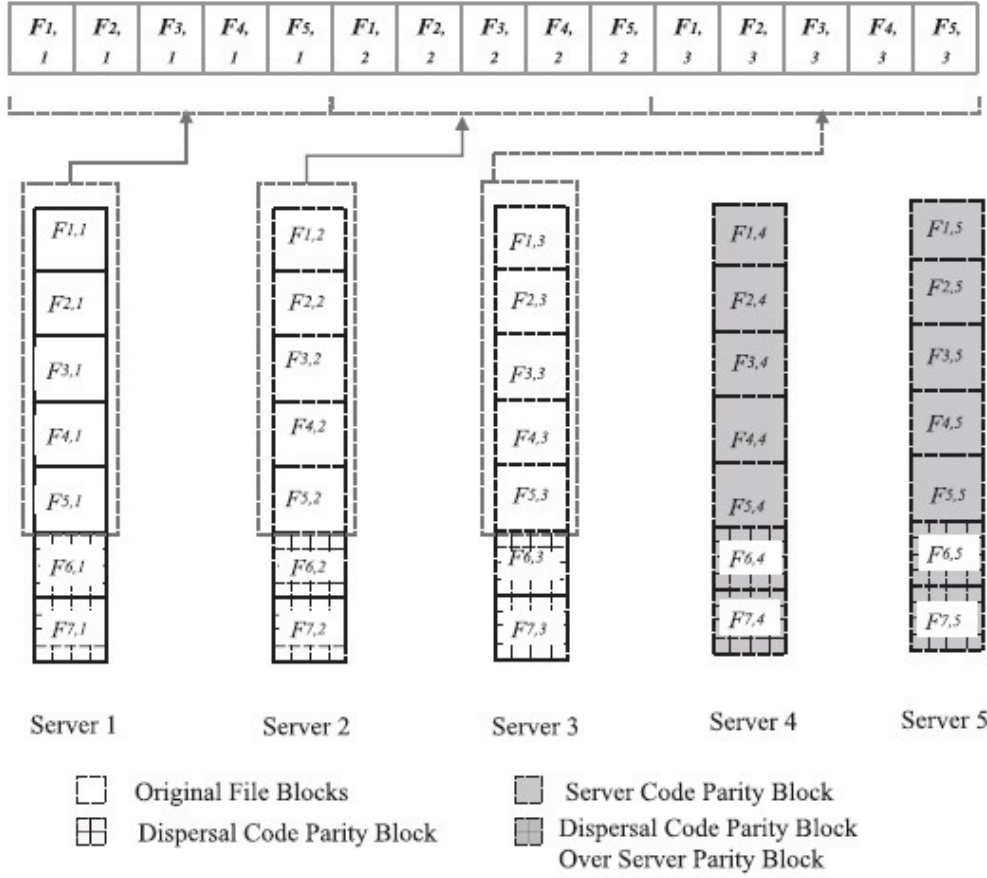 F1, F2, F3, F4, F5, F1, F2, F3, F4, F5, F1, F2, F3, F4, F5,
1 1 1 1 1 2 2 2 2 2 3 3 3 3 3
F1,1 F1,2 F1,3 F1,4 F1,5
F2,1 F2,2 F2,3 F2,4 F2,5
F3,1 F3,2 F3,3 F3,4 F3,5
F4,1 F4,2 F4,3 F4,4 F4,5
F5,1 F5,2 F5,3 F5,4 F5,5
F6,1 F6,2 F6,3 F6,4 F6,5
F7,1 F7,2 F7,3 F7,4 F7,5
Server 1 Server 2 Server 3 Server 4 Server 5
Original File Blocks
Dispersal Code Parity Block
Server Code Parity Block
Dispersal Code Parity Block
Over Server Parity Block